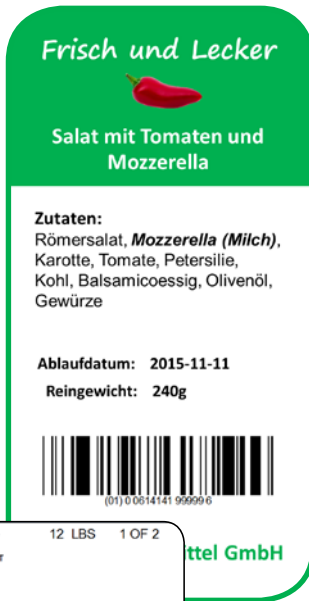 Frisch und Lecker
Salat mit Tomaten und
Mozzerella
Zutaten:
Römersalat, Mozzerella (Milch),
Karotte, Tomate, Petersilie,
Kohl, Balsamicoessig, Olivenöl,
Gewürze
Ablaufdatum: 2015-11-11
Reingewicht: 240g
(01) 0 0614141 99999 6
12 LBS 1 OF 2
GmbH